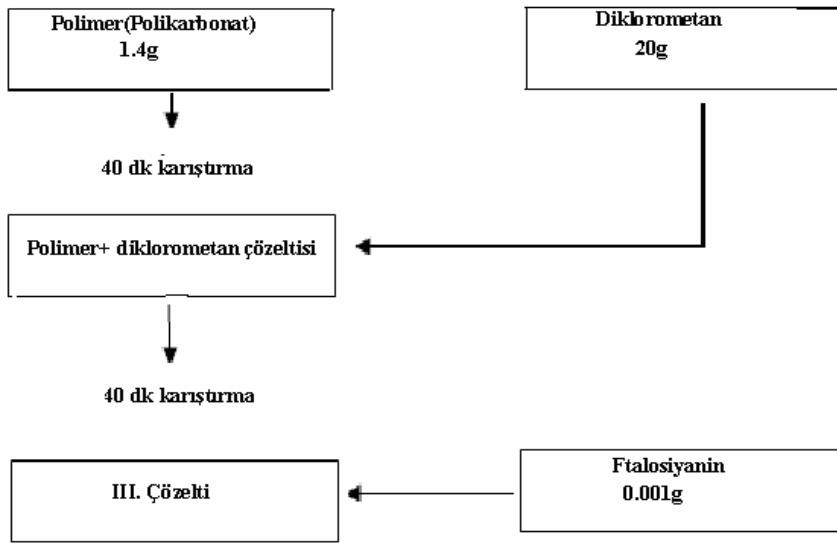 Polimer(Polikarbonat)
1.4g
Diklorometan
20g
40 dk karıştırma
Polimer+ diklorometan çözeltisi
40 dk karıştırma
III. Çözelti
Ftalosiyanin
0.001g